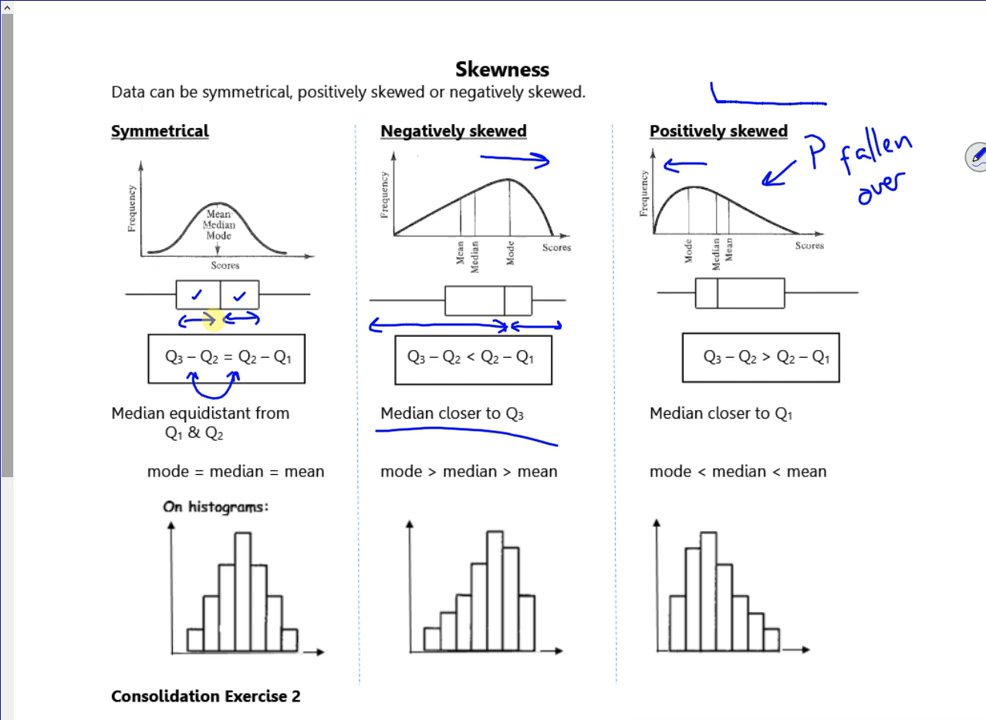 Skewness
Data can be symmetrical, positively skewed or negatively skewed.
Symmetrical
Negatively skewed
Positively skewed
P fallen
over
Frequency
Mean
Median
Mode
Scores
Frequency
Mean
Median
Mode
Scores
Frequency
Mode
Median
Mean
Scores
Q₃ – Q₂ = Q₂ – Q₁
Q₃ – Q₂ < Q₂ – Q₁
Q₃ – Q₂ > Q₂ – Q₁
Median equidistant from
Q₁ & Q₂
Median closer to Q₃
Median closer to Q₁
mode = median = mean
mode > median > mean
mode < median < mean
On histograms:
Consolidation Exercise 2